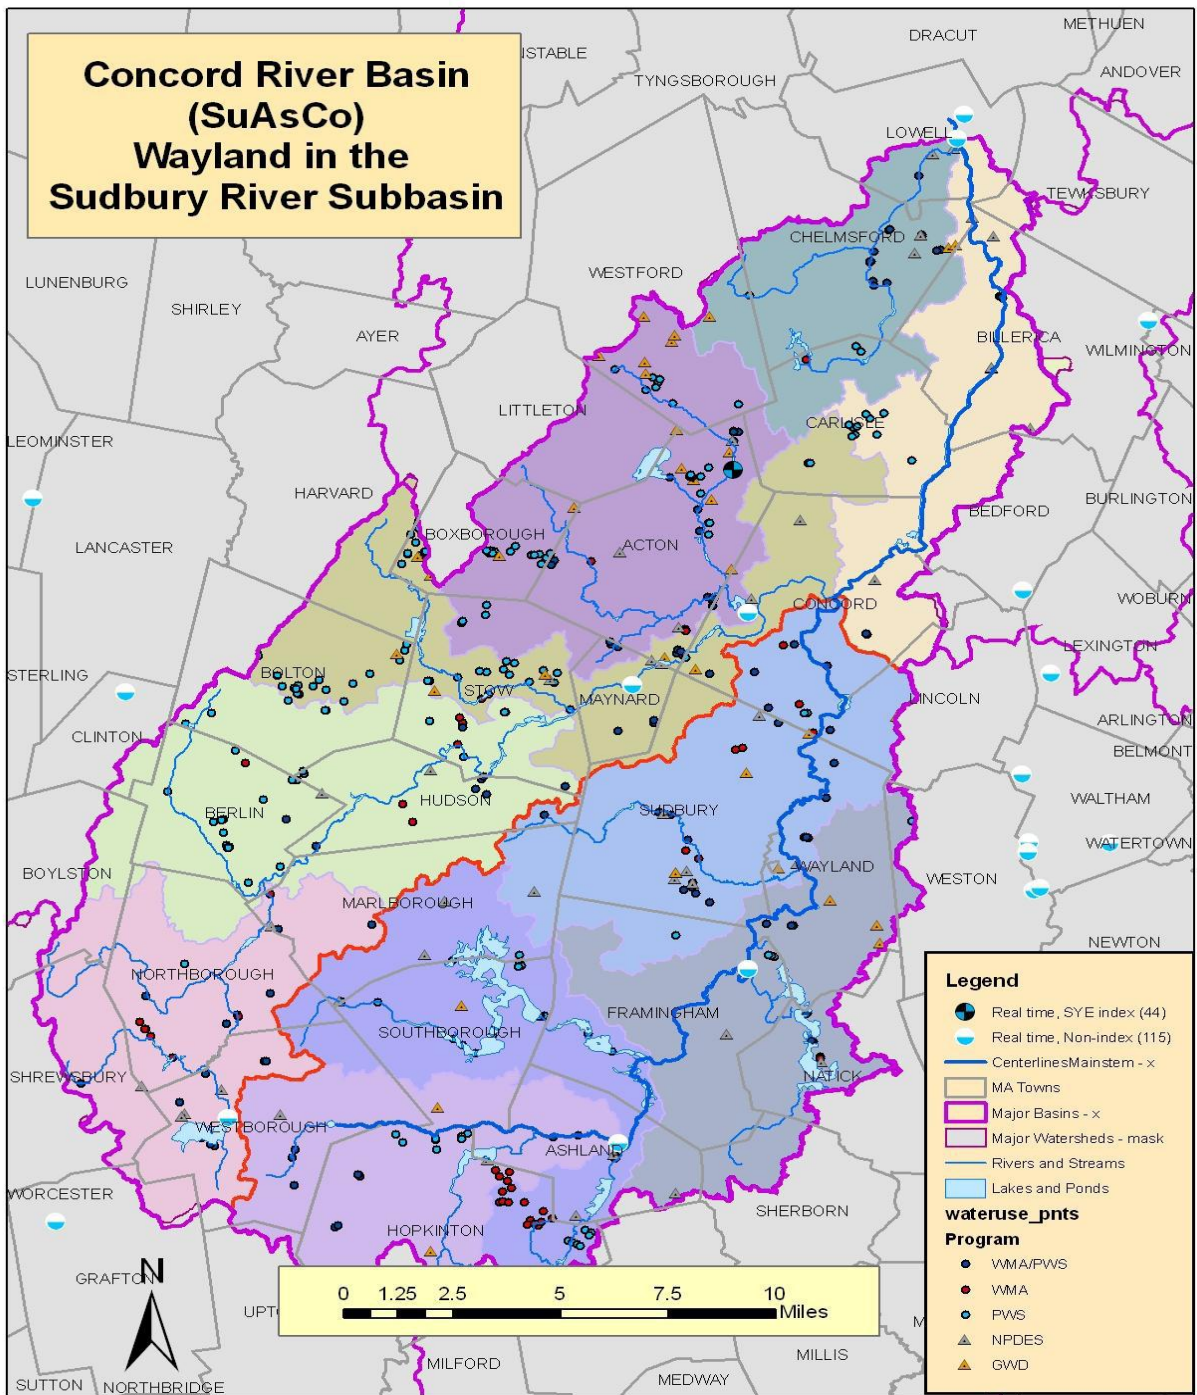 Concord River Basin
(SuAsCo)
Wayland in the
Sudbury River Subbasin
METHUEN
DRACUT
NSTABLE
ANDOVER
TYNGSBOROUGH
LOWELL
TEWKSBURY
CHELMSFORD
WESTFORD
LUNENBURG
SHIRLEY
AYER
BILLERICA
WILMINGTON
LITTLETON
CARLISLE
LEOMINSTER
HARVARD
BURLINGTON
BEDFORD
BOXBOROUGH
LANCASTER
ACTON
WOBURN
CONCORD
LEXINGTON
STERLING
BOLTON
STOW
MAYNARD
LINCOLN
ARLINGTON
CLINTON
BELMONT
HUDSON
WALTHAM
BERLIN
SUDBURY
WATERTOWN
BOYLSTON
WAYLAND
WESTON
MARLBOROUGH
NEWTON
NORTHBOROUGH
FRAMINGHAM
SOUTHBOROUGH
SHREWSBURY
NATICK
WESTBOROUGH
ASHLAND
WORCESTER
SHERBORN
HOPKINTON
GRAFTON
N
UPT
M
MILLIS
MILFORD
MEDWAY
SUTTON
NORTHBRIDGE
0 1.25 2.5 5 7.5 10
Miles
Legend
Real time, SYE index (44)
Real time, Non-index (115)
CenterlinesMainstem - x
MA Towns
Major Basins - x
Major Watersheds - mask
Rivers and Streams
Lakes and Ponds
wateruse_pnts
Program
WMA/PWS
WMA
PWS
NPDES
GWD